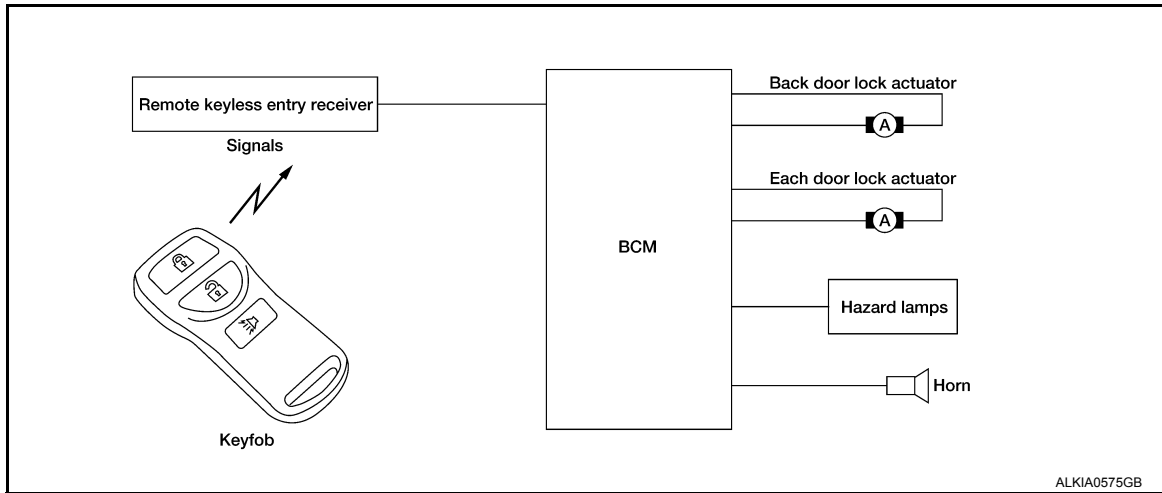 Remote keyless entry receiver
Signals
Keyfob
BCM
Back door lock actuator
A
Each door lock actuator
A
Hazard lamps
Horn
ALKIA0575GB